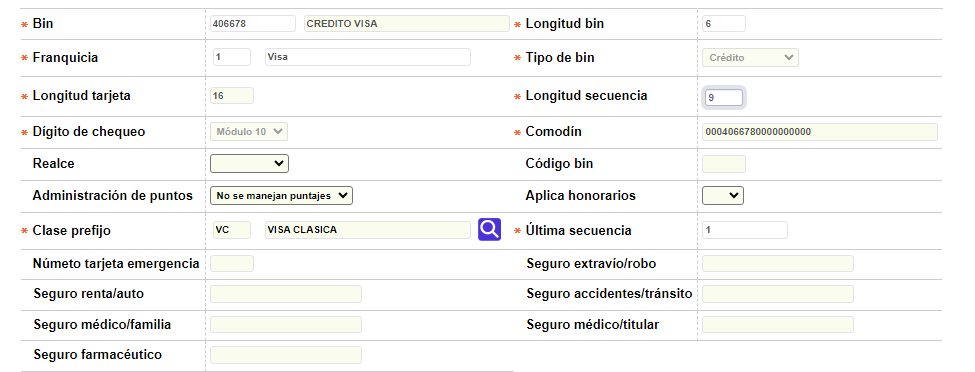 * Bin 406678 CREDITO VISA * Longitud bin 6
* Franquicia 1 Visa * Tipo de bin Crédito
* Longitud tarjeta 16 * Longitud secuencia 9
* Dígito de chequeo Módulo 10 * Comodín 0004066780000000000
Realce Código bin
Administración de puntos No se manejan puntajes Aplica honorarios
* Clase prefijo VC VISA CLASICA * Última secuencia 1
Númeto tarjeta emergencia Seguro extravío/robo
Seguro renta/auto Seguro accidentes/tránsito
Seguro médico/familia Seguro médico/titular
Seguro farmacéutico